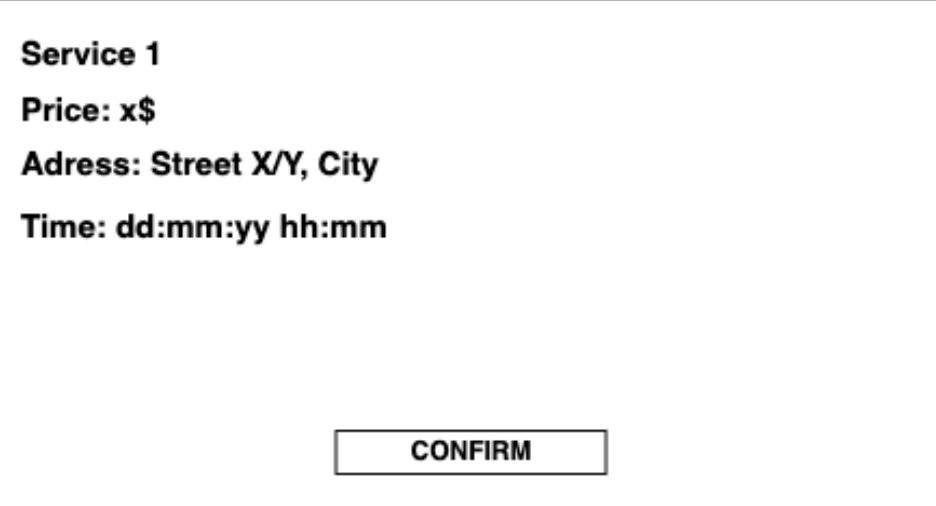 Service 1
Price: x$
Adress: Street X/Y, City
Time: dd:mm:yy hh:mm
CONFIRM